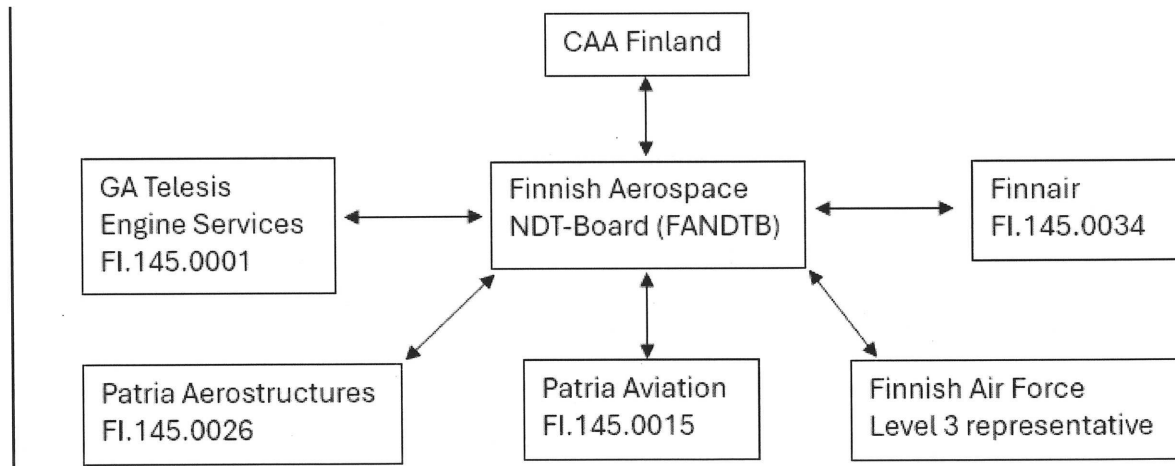 CAA Finland
GA Telesis
Engine Services
FI.145.0001
Finnish Aerospace
NDT-Board (FANDTB)
Finnair
FI.145.0034
Patria Aerostructures
FI.145.0026
Patria Aviation
FI.145.0015
Finnish Air Force
Level 3 representative